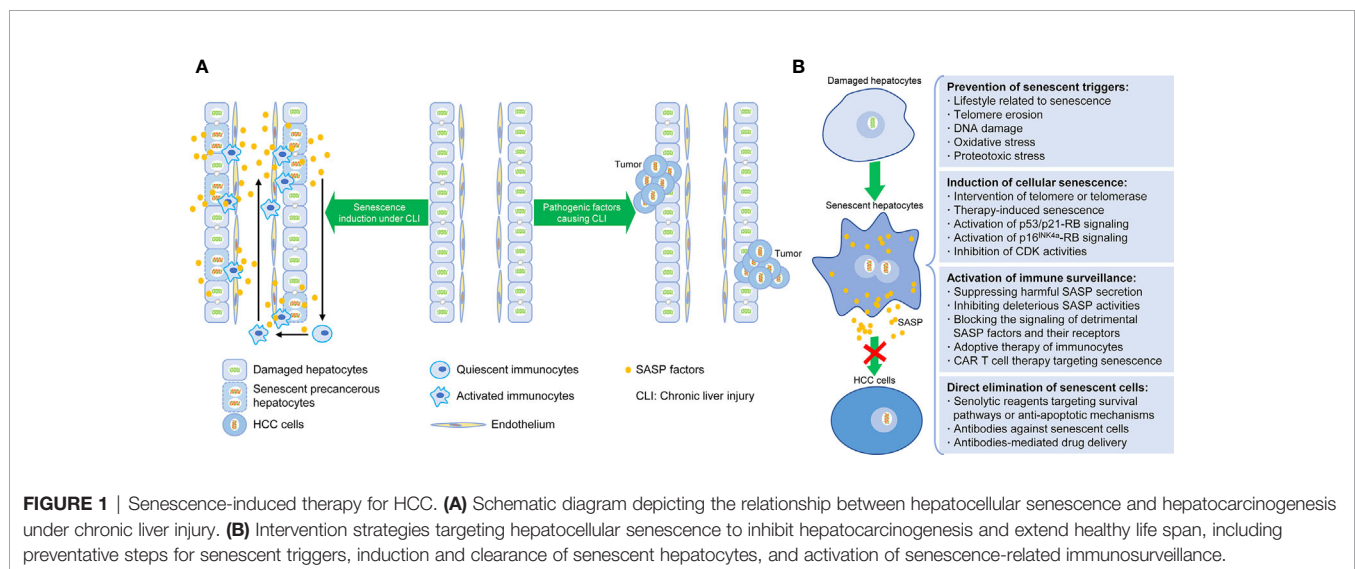 A
Tumor
Senescence
induction under CLI
Pathogenic factors
causing CLI
Tumor
Damaged hepatocytes
Senescent precancerous
hepatocytes
HCC cells
Quiescent immunocytes
Activated immunocytes
Endothelium
SASP factors
CLI: Chronic liver injury
B
Damaged hepatocytes
Senescent hepatocytes
SASP
HCC cells
Prevention of senescent triggers:
· Lifestyle related to senescence
· Telomere erosion
· DNA damage
· Oxidative stress
· Proteotoxic stress
Induction of cellular senescence:
· Intervention of telomere or telomerase
· Therapy-induced senescence
· Activation of p53/p21-RB signaling
· Activation of p16INK4a-RB signaling
· Inhibition of CDK activities
Activation of immune surveillance:
· Suppressing harmful SASP secretion
· Inhibiting deleterious SASP activities
· Blocking the signaling of detrimental
SASP factors and their receptors
· Adoptive therapy of immunocytes
· CAR T cell therapy targeting senescence
Direct elimination of senescent cells:
· Senolytic reagents targeting survival
pathways or anti-apoptotic mechanisms
· Antibodies against senescent cells
· Antibodies-mediated drug delivery
FIGURE 1 | Senescence-induced therapy for HCC. (A) Schematic diagram depicting the relationship between hepatocellular senescence and hepatocarcinogenesis
under chronic liver injury. (B) Intervention strategies targeting hepatocellular senescence to inhibit hepatocarcinogenesis and extend healthy life span, including
preventative steps for senescent triggers, induction and clearance of senescent hepatocytes, and activation of senescence-related immunosurveillance.